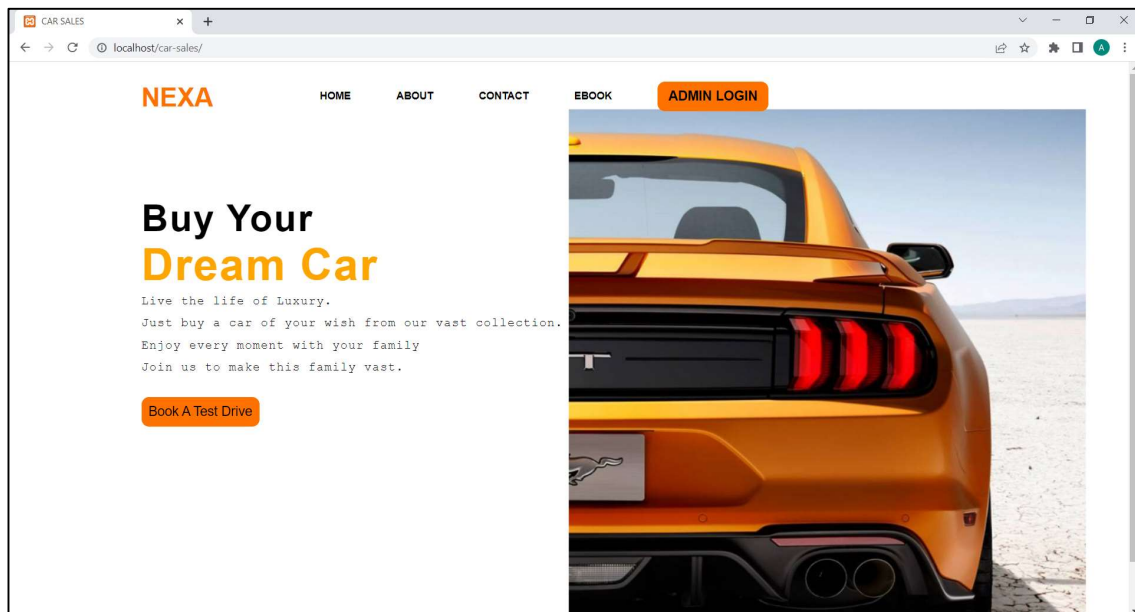 CAR SALES
localhost/car-sales/
A
NEXA HOME ABOUT CONTACT EBOOK ADMIN LOGIN
Buy Your
Dream Car
Live the life of Luxury.
Just buy a car of your wish from our vast collection.
Enjoy every moment with your family
Join us to make this family vast.
Book A Test Drive
T